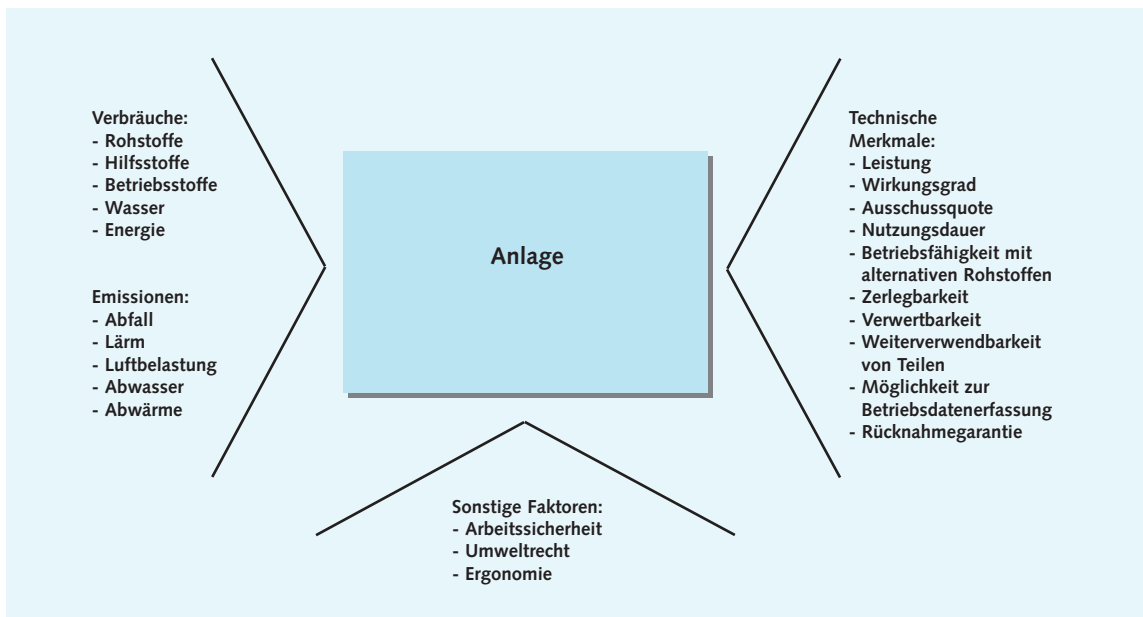 Verbräuche:
- Rohstoffe
- Hilfsstoffe
- Betriebsstoffe
- Wasser
- Energie
Emissionen:
- Abfall
- Lärm
- Luftbelastung
- Abwasser
- Abwärme
Anlage
Technische
Merkmale:
- Leistung
- Wirkungsgrad
- Ausschussquote
- Nutzungsdauer
- Betriebsfähigkeit mit
alternativen Rohstoffen
- Zerlegbarkeit
- Verwertbarkeit
- Weiterverwendbarkeit
von Teilen
- Möglichkeit zur
Betriebsdatenerfassung
- Rücknahmegarantie
Sonstige Faktoren:
- Arbeitssicherheit
- Umweltrecht
- Ergonomie